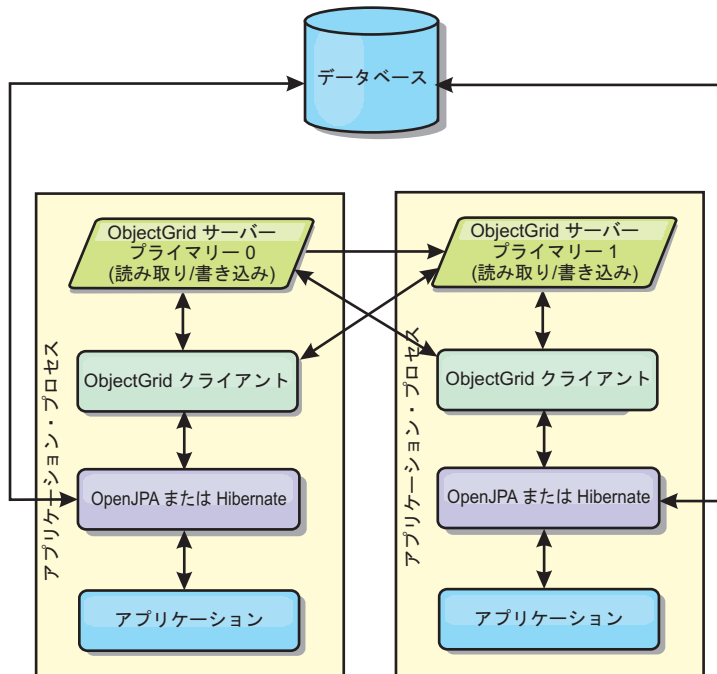 データベース
ObjectGrid サーバー
プライマリー 0
(読み取り/書き込み)
ObjectGrid クライアント
OpenJPA または Hibernate
アプリケーション
アプリケーション・プロセス
ObjectGrid サーバー
プライマリー 1
(読み取り/書き込み)
ObjectGrid クライアント
OpenJPA または Hibernate
アプリケーション
アプリケーション・プロセス